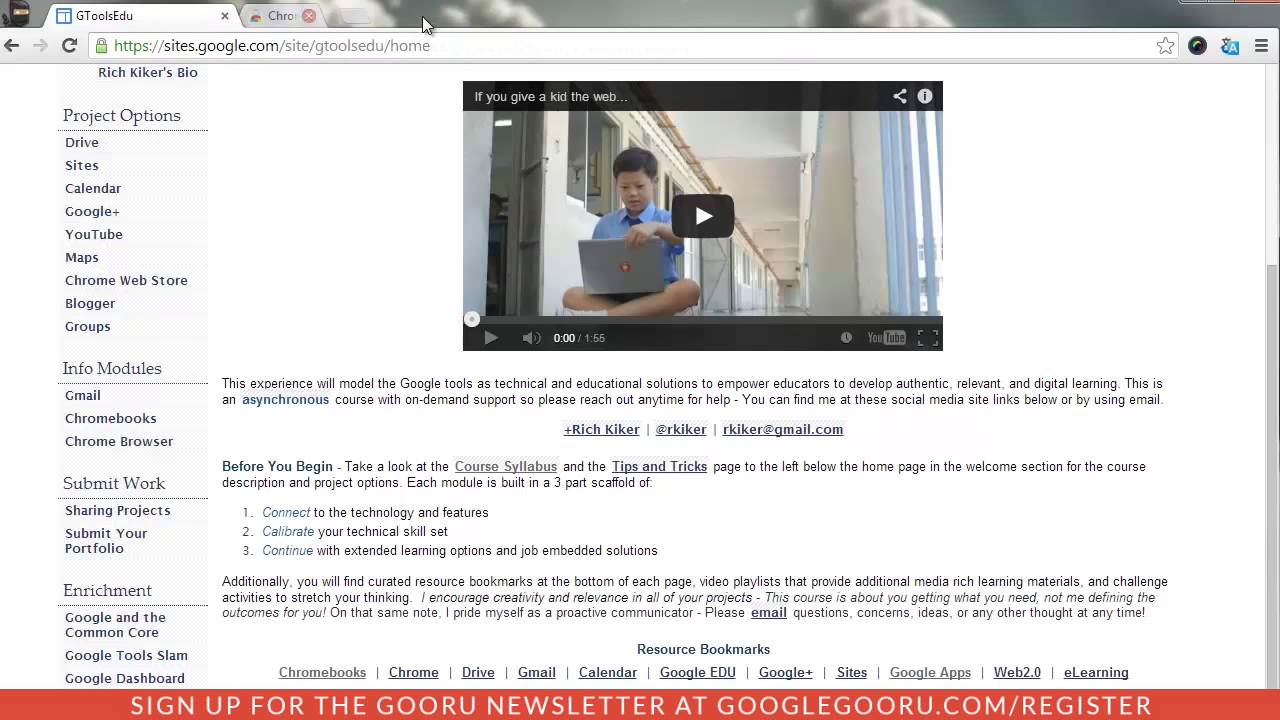 GToolsEdu
Chro
https://sites.google.com/site/gtoolsedu/home
Rich Kiker's Bio
Project Options
Drive
Sites
Calendar
Google+
YouTube
Maps
Chrome Web Store
Blogger
Groups
Info Modules
Gmail
Chromebooks
Chrome Browser
Submit Work
Sharing Projects
Submit Your
Portfolio
Enrichment
Google and the
Common Core
Google Tools Slam
Google Dashboard
If you give a kid the web...
0:00 / 1:55
YouTube
This experience will model the Google tools as technical and educational solutions to empower educators to develop authentic, relevant, and digital learning. This is
an asynchronous course with on-demand support so please reach out anytime for help - You can find me at these social media site links below or by using email.
+Rich Kiker | @rkiker | rkiker@gmail.com
Before You Begin - Take a look at the Course Syllabus and the Tips and Tricks page to the left below the home page in the welcome section for the course
description and project options. Each module is built in a 3 part scaffold of:
1. Connect to the technology and features
2. Calibrate your technical skill set
3. Continue with extended learning options and job embedded solutions
Additionally, you will find curated resource bookmarks at the bottom of each page, video playlists that provide additional media rich learning materials, and challenge
activities to stretch your thinking. I encourage creativity and relevance in all of your projects - This course is about you getting what you need, not me defining the
outcomes for you! On that same note, I pride myself as a proactive communicator - Please email questions, concerns, ideas, or any other thought at any time!
Resource Bookmarks
Chromebooks | Chrome | Drive | Gmail | Calendar | Google EDU | Google+ | Sites | Google Apps | Web2.0 | eLearning
SIGN UP FOR THE GOORU NEWSLETTER AT GOOGLEGOORU.COM/REGISTER